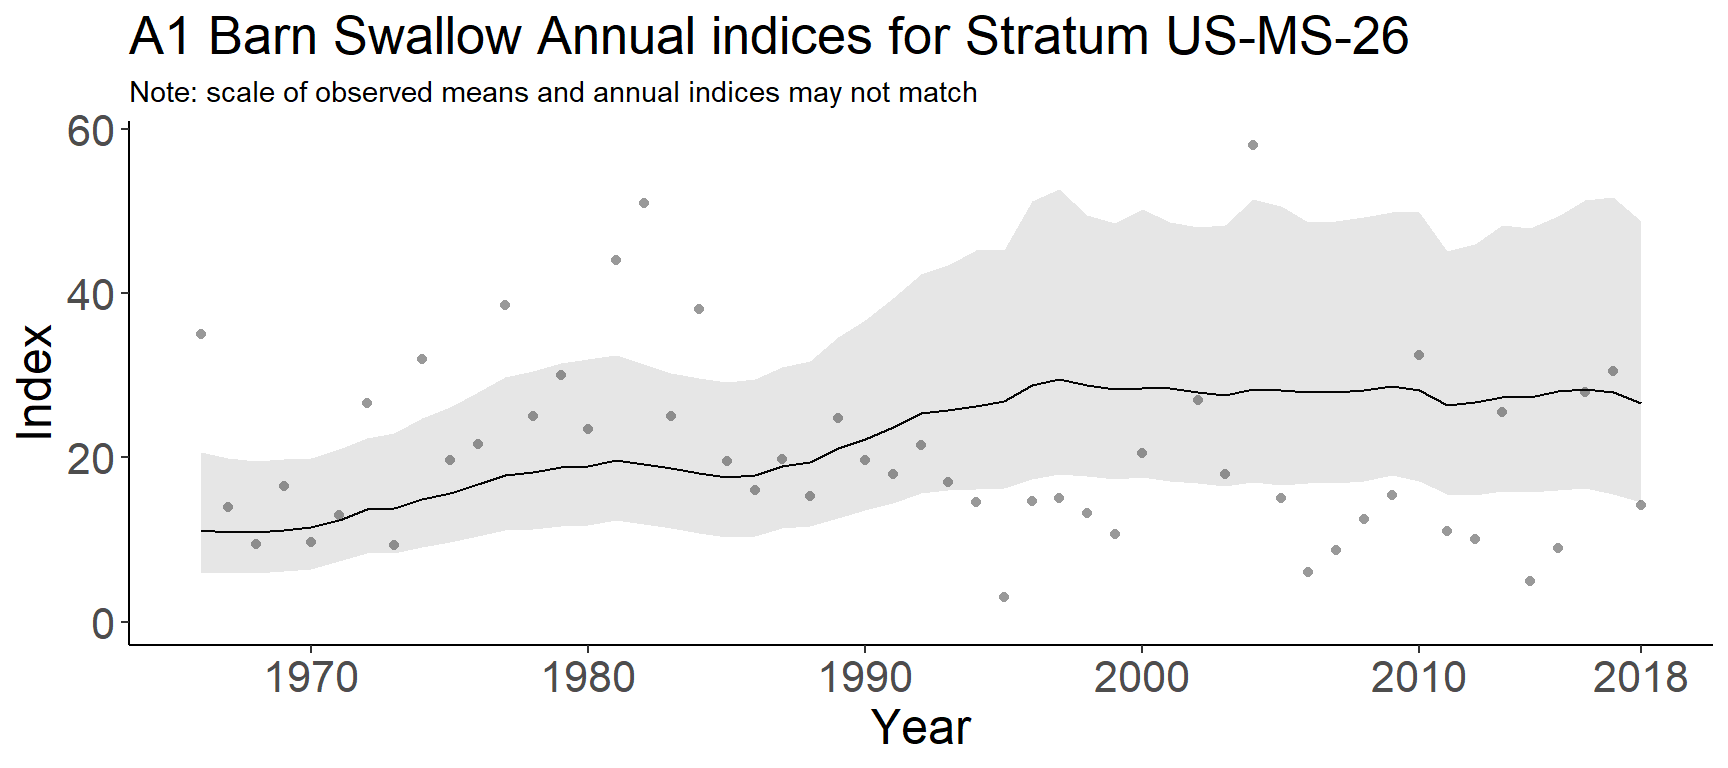 A1 Barn Swallow Annual indices for Stratum US-MS-26
Note: scale of observed means and annual indices may not match
60
40
20
0
Index
1970 1980 1990 2000 2010 2018
Year